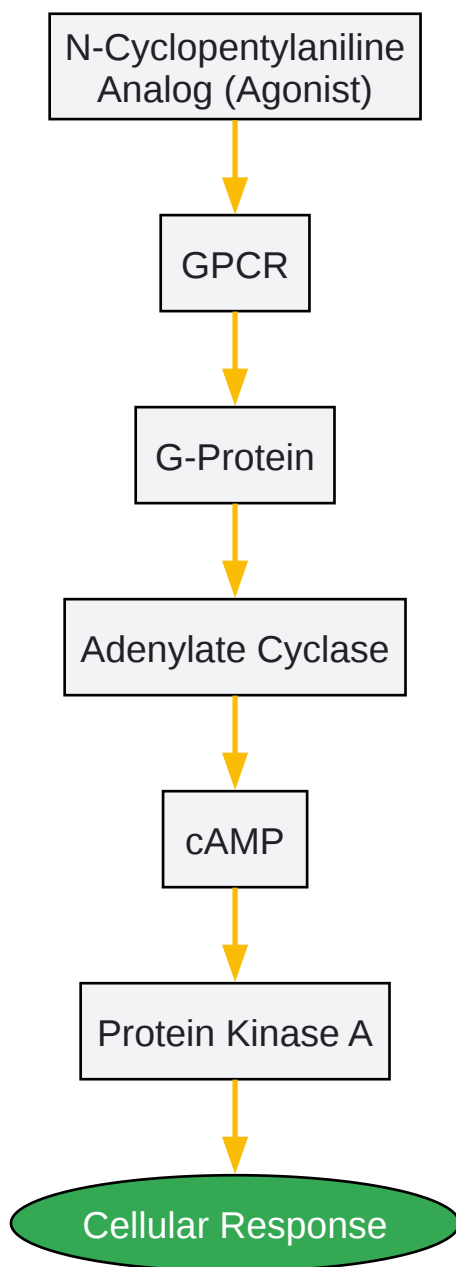 N-Cyclopentylaniline
Analog (Agonist)
GPCR
G-Protein
Adenylate Cyclase
cAMP
Protein Kinase A
Cellular Response